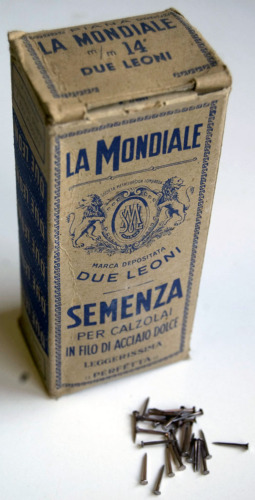 PIANA
LA MONDIALE
m/m 14
DUE LEONI
LA MONDIALE
MARCA DEPOSITATA
DUE LEONI
SEMENZA
PER CALZOLAI
IN FILO DI ACCIAIO DOLCE
LEGGERISSIMA
"PERFETTA"